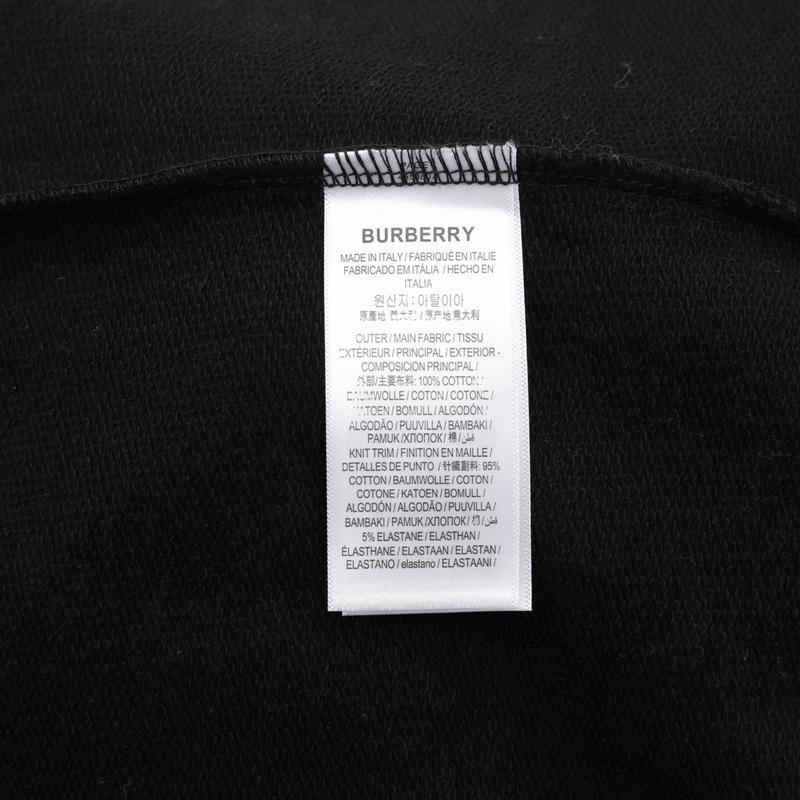 BURBERRY
MADE IN ITALY / FABRIQUÉ EN ITALIE
FABRICADO EM ITÁLIA / HECHO EN
ITALIA
원산지 : 이탈리아
原產地 義大利 / 原产地意大利
OUTER / MAIN FABRIC / TISSU
EXTÉRIEUR / PRINCIPAL / EXTERIOR -
COMPOSICION PRINCIPAL /
外部/主要布料: 100% COTTON /
BAUMWOLLE / COTON / COTONE /
KATOEN / BOMULL / ALGODÓN /
ALGODÃO / PUUVILLA / BAMBAKI /
PAMUK /ХЛОПОК/ 棉/قطن
KNIT TRIM / FINITION EN MAILLE /
DETALLES DE PUNTO / 针織副料: 95%
COTTON / BAUMWOLLE / COTON /
COTONE / KATOEN / BOMULL /
ALGODÓN / ALGODÃO / PUUVILLA /
BAMBAKI / PAMUK /ХЛОПОК/ 棉/قطن
5% ELASTANE / ELASTHAN /
ÉLASTHANE / ELASTAAN / ELASTAN /
ELASTANO / elastano / ELASTAANI /